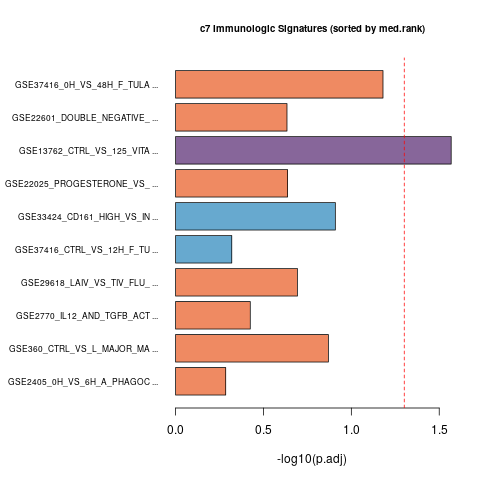 c7 Immunologic Signatures (sorted by med.rank)
GSE37416_0H_VS_48H_F_TULA ...
GSE22601_DOUBLE_NEGATIVE_ ...
GSE13762_CTRL_VS_125_VITA ...
GSE22025_PROGESTERONE_VS_ ...
GSE33424_CD161_HIGH_VS_IN ...
GSE37416_CTRL_VS_12H_F_TU ...
GSE29618_LAIV_VS_TIV_FLU_ ...
GSE2770_IL12_AND_TGFB_ACT ...
GSE360_CTRL_VS_L_MAJOR_MA ...
GSE2405_0H_VS_6H_A_PHAGOC ...
0.0 0.5 1.0 1.5
-log10(p.adj)